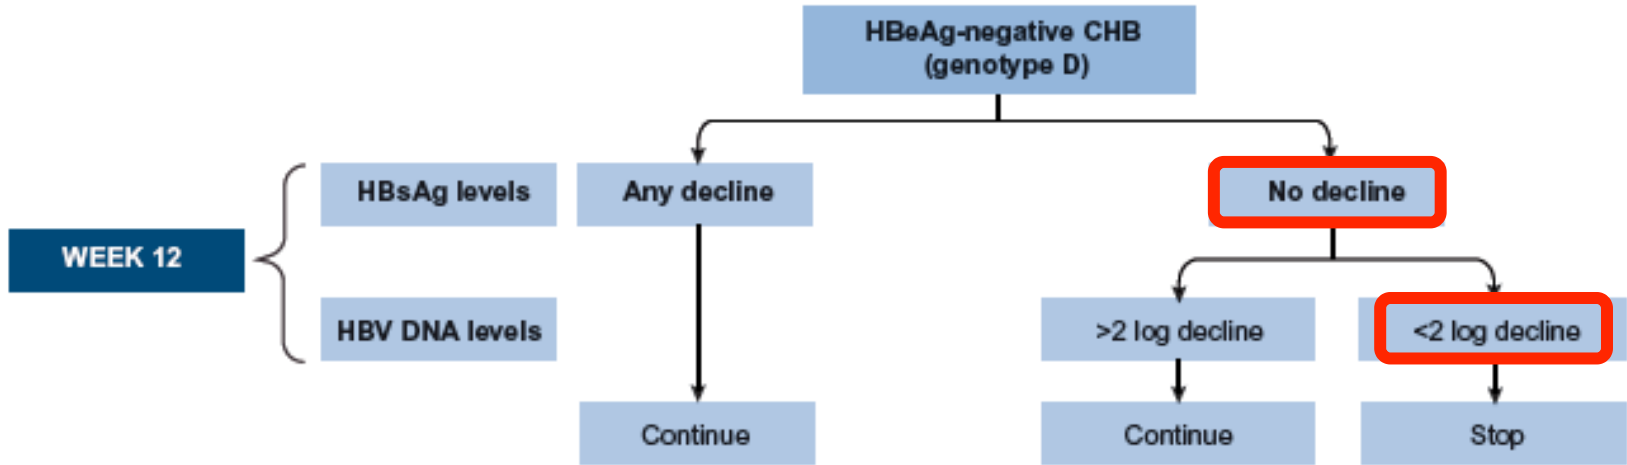 HBeAg-negative CHB
(genotype D)
WEEK 12
HBsAg levels
Any decline
No decline
HBV DNA levels
>2 log decline
<2 log decline
Continue
Continue
Stop